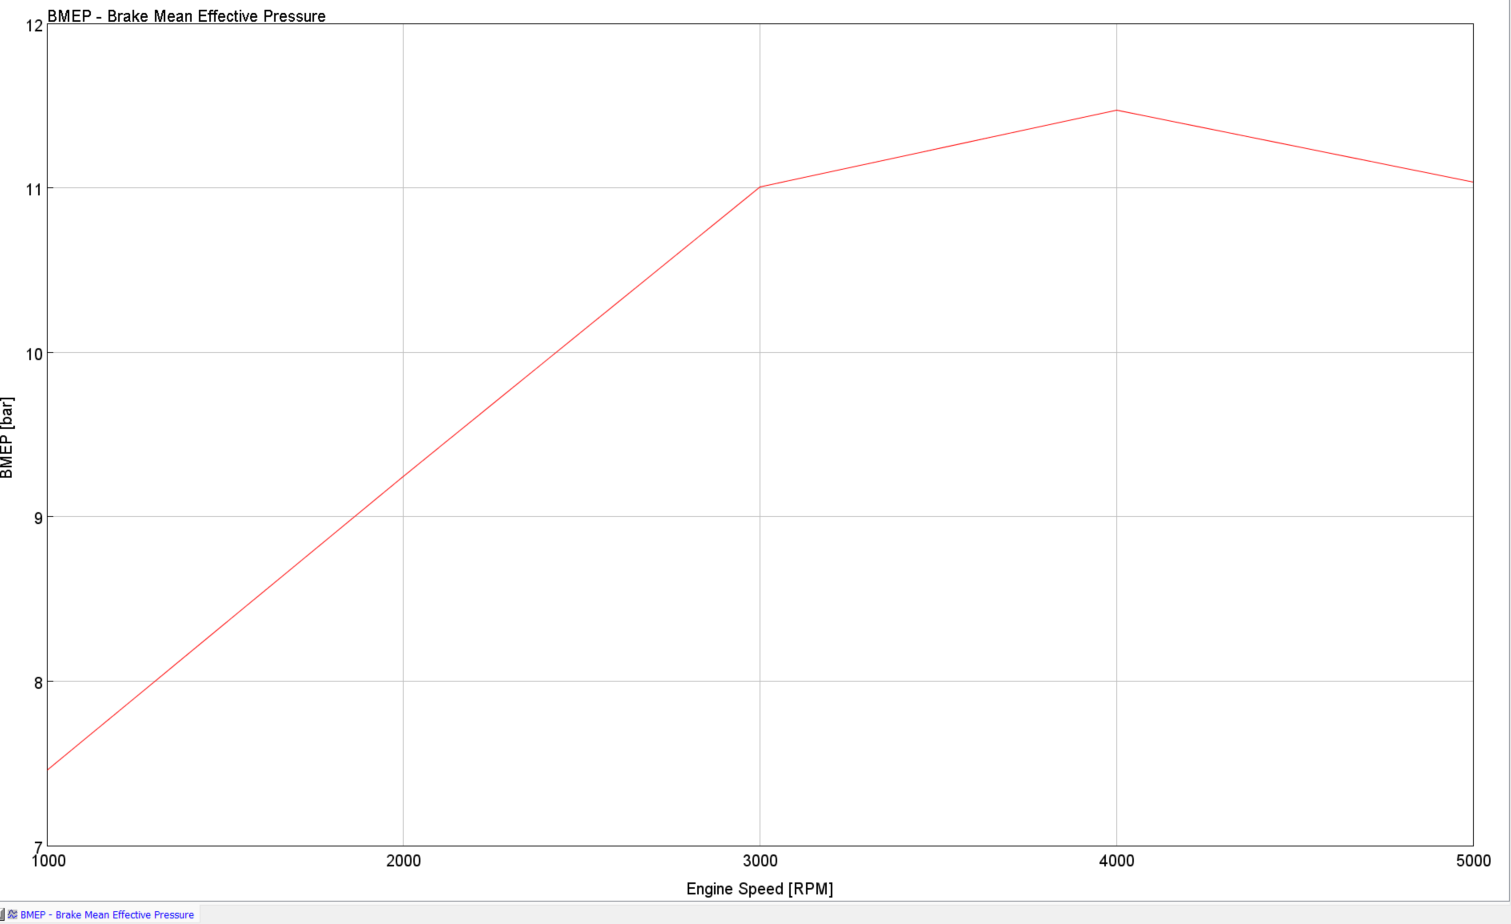 BMEP - Brake Mean Effective Pressure
12
11
10
9
8
7
BMEP [bar]
1000 2000 3000 4000 5000
Engine Speed [RPM]
BMEP - Brake Mean Effective Pressure